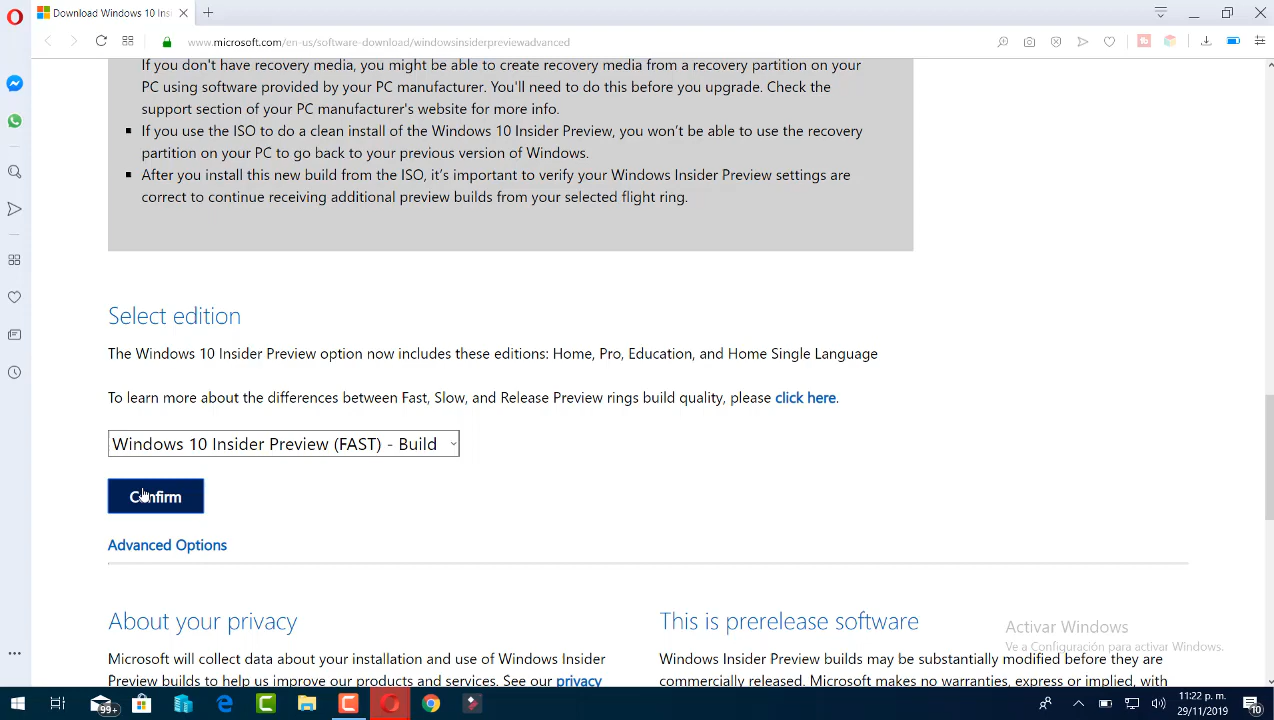 Download Windows 10 Insi
www.microsoft.com/en-us/software-download/windowsinsiderpreviewadvanced
If you don't have recovery media, you might be able to create recovery media from a recovery partition on your
PC using software provided by your PC manufacturer. You'll need to do this before you upgrade. Check the
support section of your PC manufacturer's website for more info.
If you use the ISO to do a clean install of the Windows 10 Insider Preview, you won't be able to use the recovery
partition on your PC to go back to your previous version of Windows.
After you install this new build from the ISO, it's important to verify your Windows Insider Preview settings are
correct to continue receiving additional preview builds from your selected flight ring.
Select edition
The Windows 10 Insider Preview option now includes these editions: Home, Pro, Education, and Home Single Language
To learn more about the differences between Fast, Slow, and Release Preview rings build quality, please click here.
Windows 10 Insider Preview (FAST) - Build
Confirm
Advanced Options
About your privacy
Microsoft will collect data about your installation and use of Windows Insider
Preview builds to help us improve our products and services. See our privacy
This is prerelease software
Windows Insider Preview builds may be substantially modified before they are
commercially released. Microsoft makes no warranties, express or implied, with
Activar Windows
Ve a Configuración para activar Windows.
99+
11:22 p. m.
29/11/2019
10